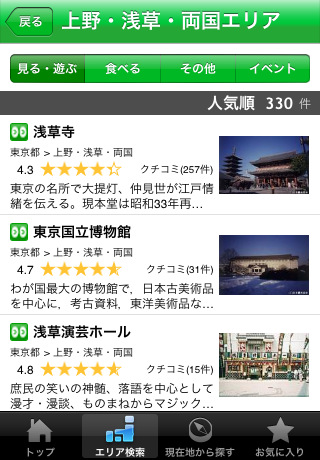 戻る
上野・浅草・両国エリア
見る・遊ぶ
食べる
その他
イベント
人気順 330 件
浅草寺
東京都 > 上野・浅草・両国
4.3
クチコミ(257件)
東京の名所で大提灯、仲見世が江戸情
緒を伝える。現本堂は昭和33年再…
東京国立博物館
東京都 > 上野・浅草・両国
4.7
クチコミ(31件)
わが国最大の博物館で，日本古美術品
を中心に，考古資料，東洋美術品な…
浅草演芸ホール
東京都 > 上野・浅草・両国
4.8
クチコミ(15件)
庶民の笑いの神髄、落語を中心として
漫才・漫談、ものまねからマジック…
トップ
エリア検索
現在地から探す
お気に入り